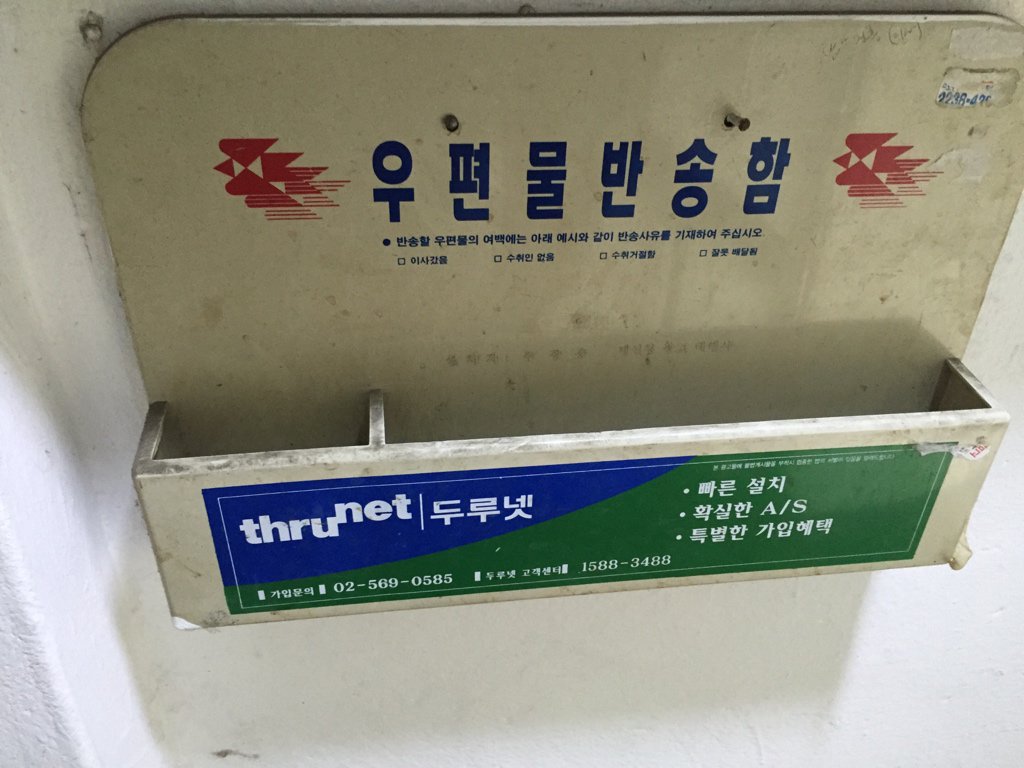 우편물반송함
● 반송할 우편물의 여백에는 아래 예시와 같이 반송사유를 기재하여 주십시오
□ 이사갔음 □ 수취인 없음 □ 수취거절함 □ 잘못 배달됨
thrunet 두루넷
• 빠른 설치
• 확실한 A/S
• 특별한 가입혜택
가입문의 02-569-0585 두루넷 고객센터 1588-3488